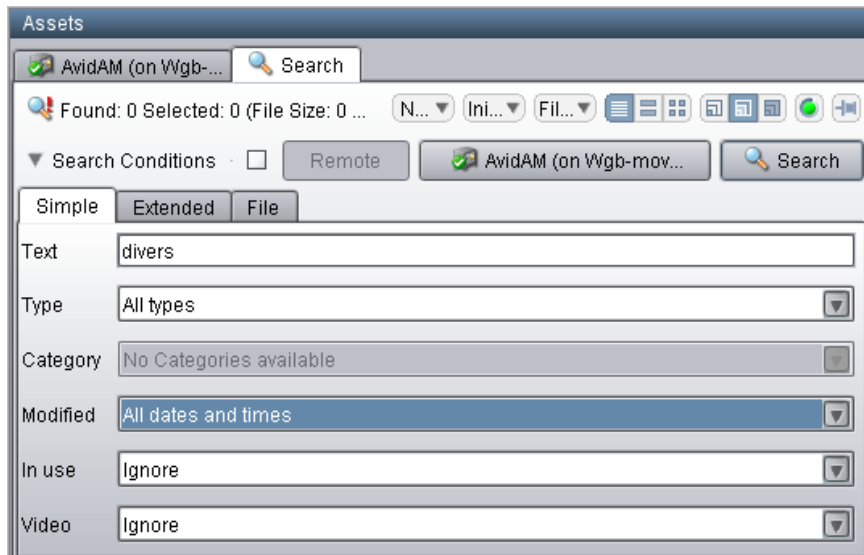 Assets
AvidAM (on Wgb-... Search
Found: 0 Selected: 0 (File Size: 0 ... N... Ini... Fil...
Search Conditions Remote AvidAM (on Wgb-mov... Search
Simple Extended File
Text divers
Type All types
Category No Categories available
Modified All dates and times
In use Ignore
Video Ignore